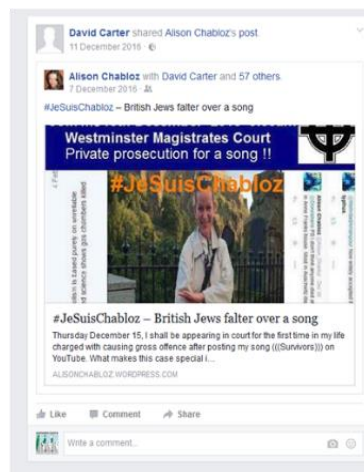 David Carter shared Alison Chabloz's post.
11 December 2016
Alison Chabloz with David Carter and 57 others.
7 December 2016
#JeSuisChabloz – British Jews falter over a song
Westminster Magistrates Court
Private prosecution for a song !!
#JeSuisChabloz
#JeSuisChabloz – British Jews falter over a song
Thursday December 15, I shall be appearing in court for the first time in my life
charged with causing gross offence after posting my song (((Survivors))) on
YouTube. What makes this case special i...
ALISONCHABLOZ.WORDPRESS.COM
Like Comment Share
Write a comment...